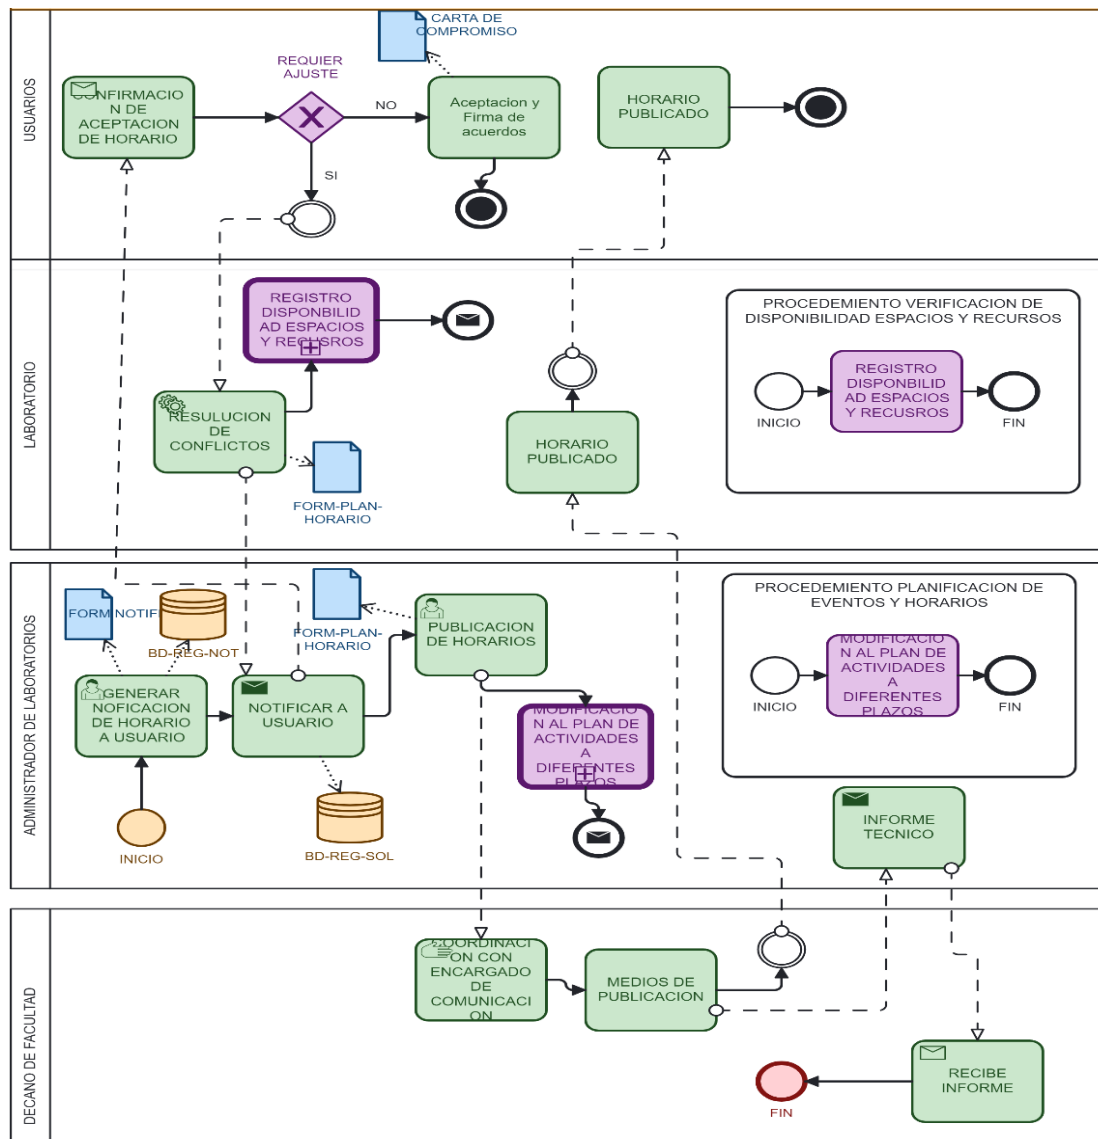 USUARIOS
CARTA DE
COMPROMISO
REQUIER
AJUSTE
CONFIRMACIO
N DE
ACEPTACION
DE HORARIO
NO
SI
Aceptacion y
Firma de
acuerdos
HORARIO
PUBLICADO
LABORATORIO
REGISTRO
DISPONBILID
AD ESPACIOS
Y RECUSROS
RESULUCION
DE
CONFLICTOS
FORM-PLAN-
HORARIO
HORARIO
PUBLICADO
PROCEDEMIENTO VERIFICACION DE
DISPONIBILIDAD ESPACIOS Y RECURSOS
INICIO
REGISTRO
DISPONBILID
AD ESPACIOS
Y RECUSROS
FIN
ADMINISTRADOR DE LABORATORIOS
FORM NOTIF
BD-REG-NOT
FORM-PLAN-
HORARIO
PUBLICACION
DE HORARIOS
GENERAR
NOFICACION
DE HORARIO
A USUARIO
NOTIFICAR A
USUARIO
INICIO
BD-REG-SOL
MODIFICACIO
N AL PLAN DE
ACTIVIDADES
A
DIFERENTES
PLAZOS
PROCEDEMIENTO PLANIFICACION DE
EVENTOS Y HORARIOS
INICIO
MODIFICACIO
N AL PLAN DE
ACTIVIDADES
A
DIFERENTES
PLAZOS
FIN
INFORME
TECNICO
DECANO DE FACULTAD
COORDINACI
ON CON
ENCARGADO
DE
COMUNICACI
ON
MEDIOS DE
PUBLICACION
RECIBE
INFORME
FIN